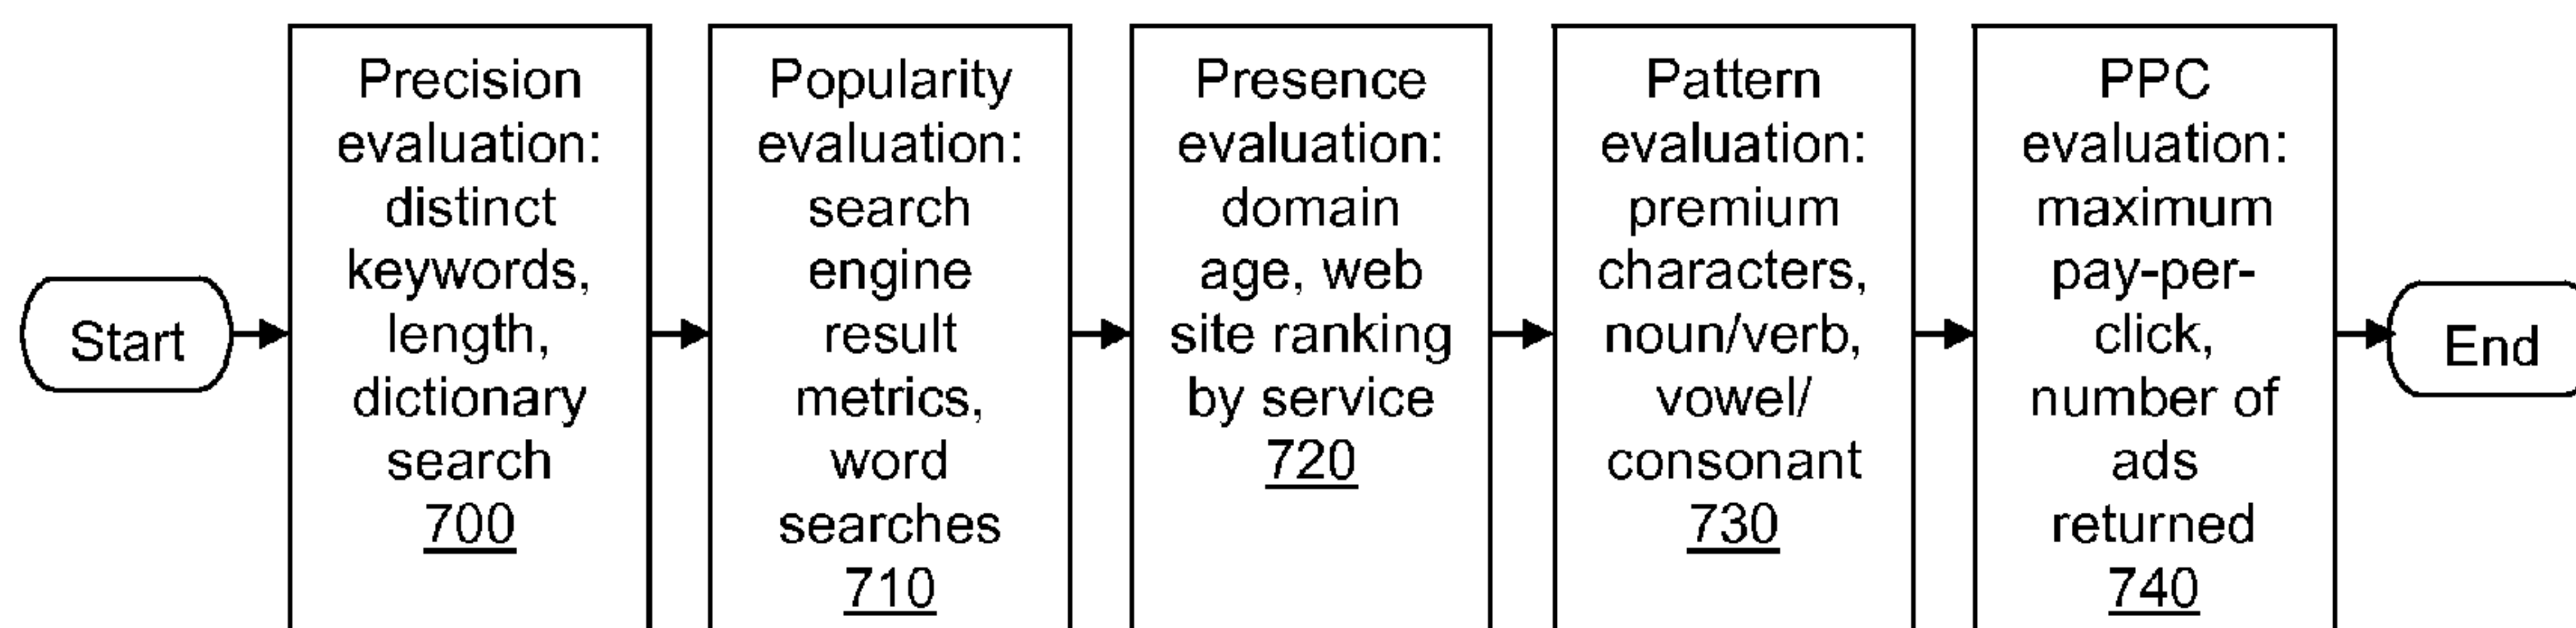 Start
Precision
evaluation:
distinct
keywords,
length,
dictionary
search
700
Popularity
evaluation:
search
engine
result
metrics,
word
searches
710
Presence
evaluation:
domain
age, web
site ranking
by service
720
Pattern
evaluation:
premium
characters,
noun/verb,
vowel/
consonant
730
PPC
evaluation:
maximum
pay-per-
click,
number of
ads
returned
740
End